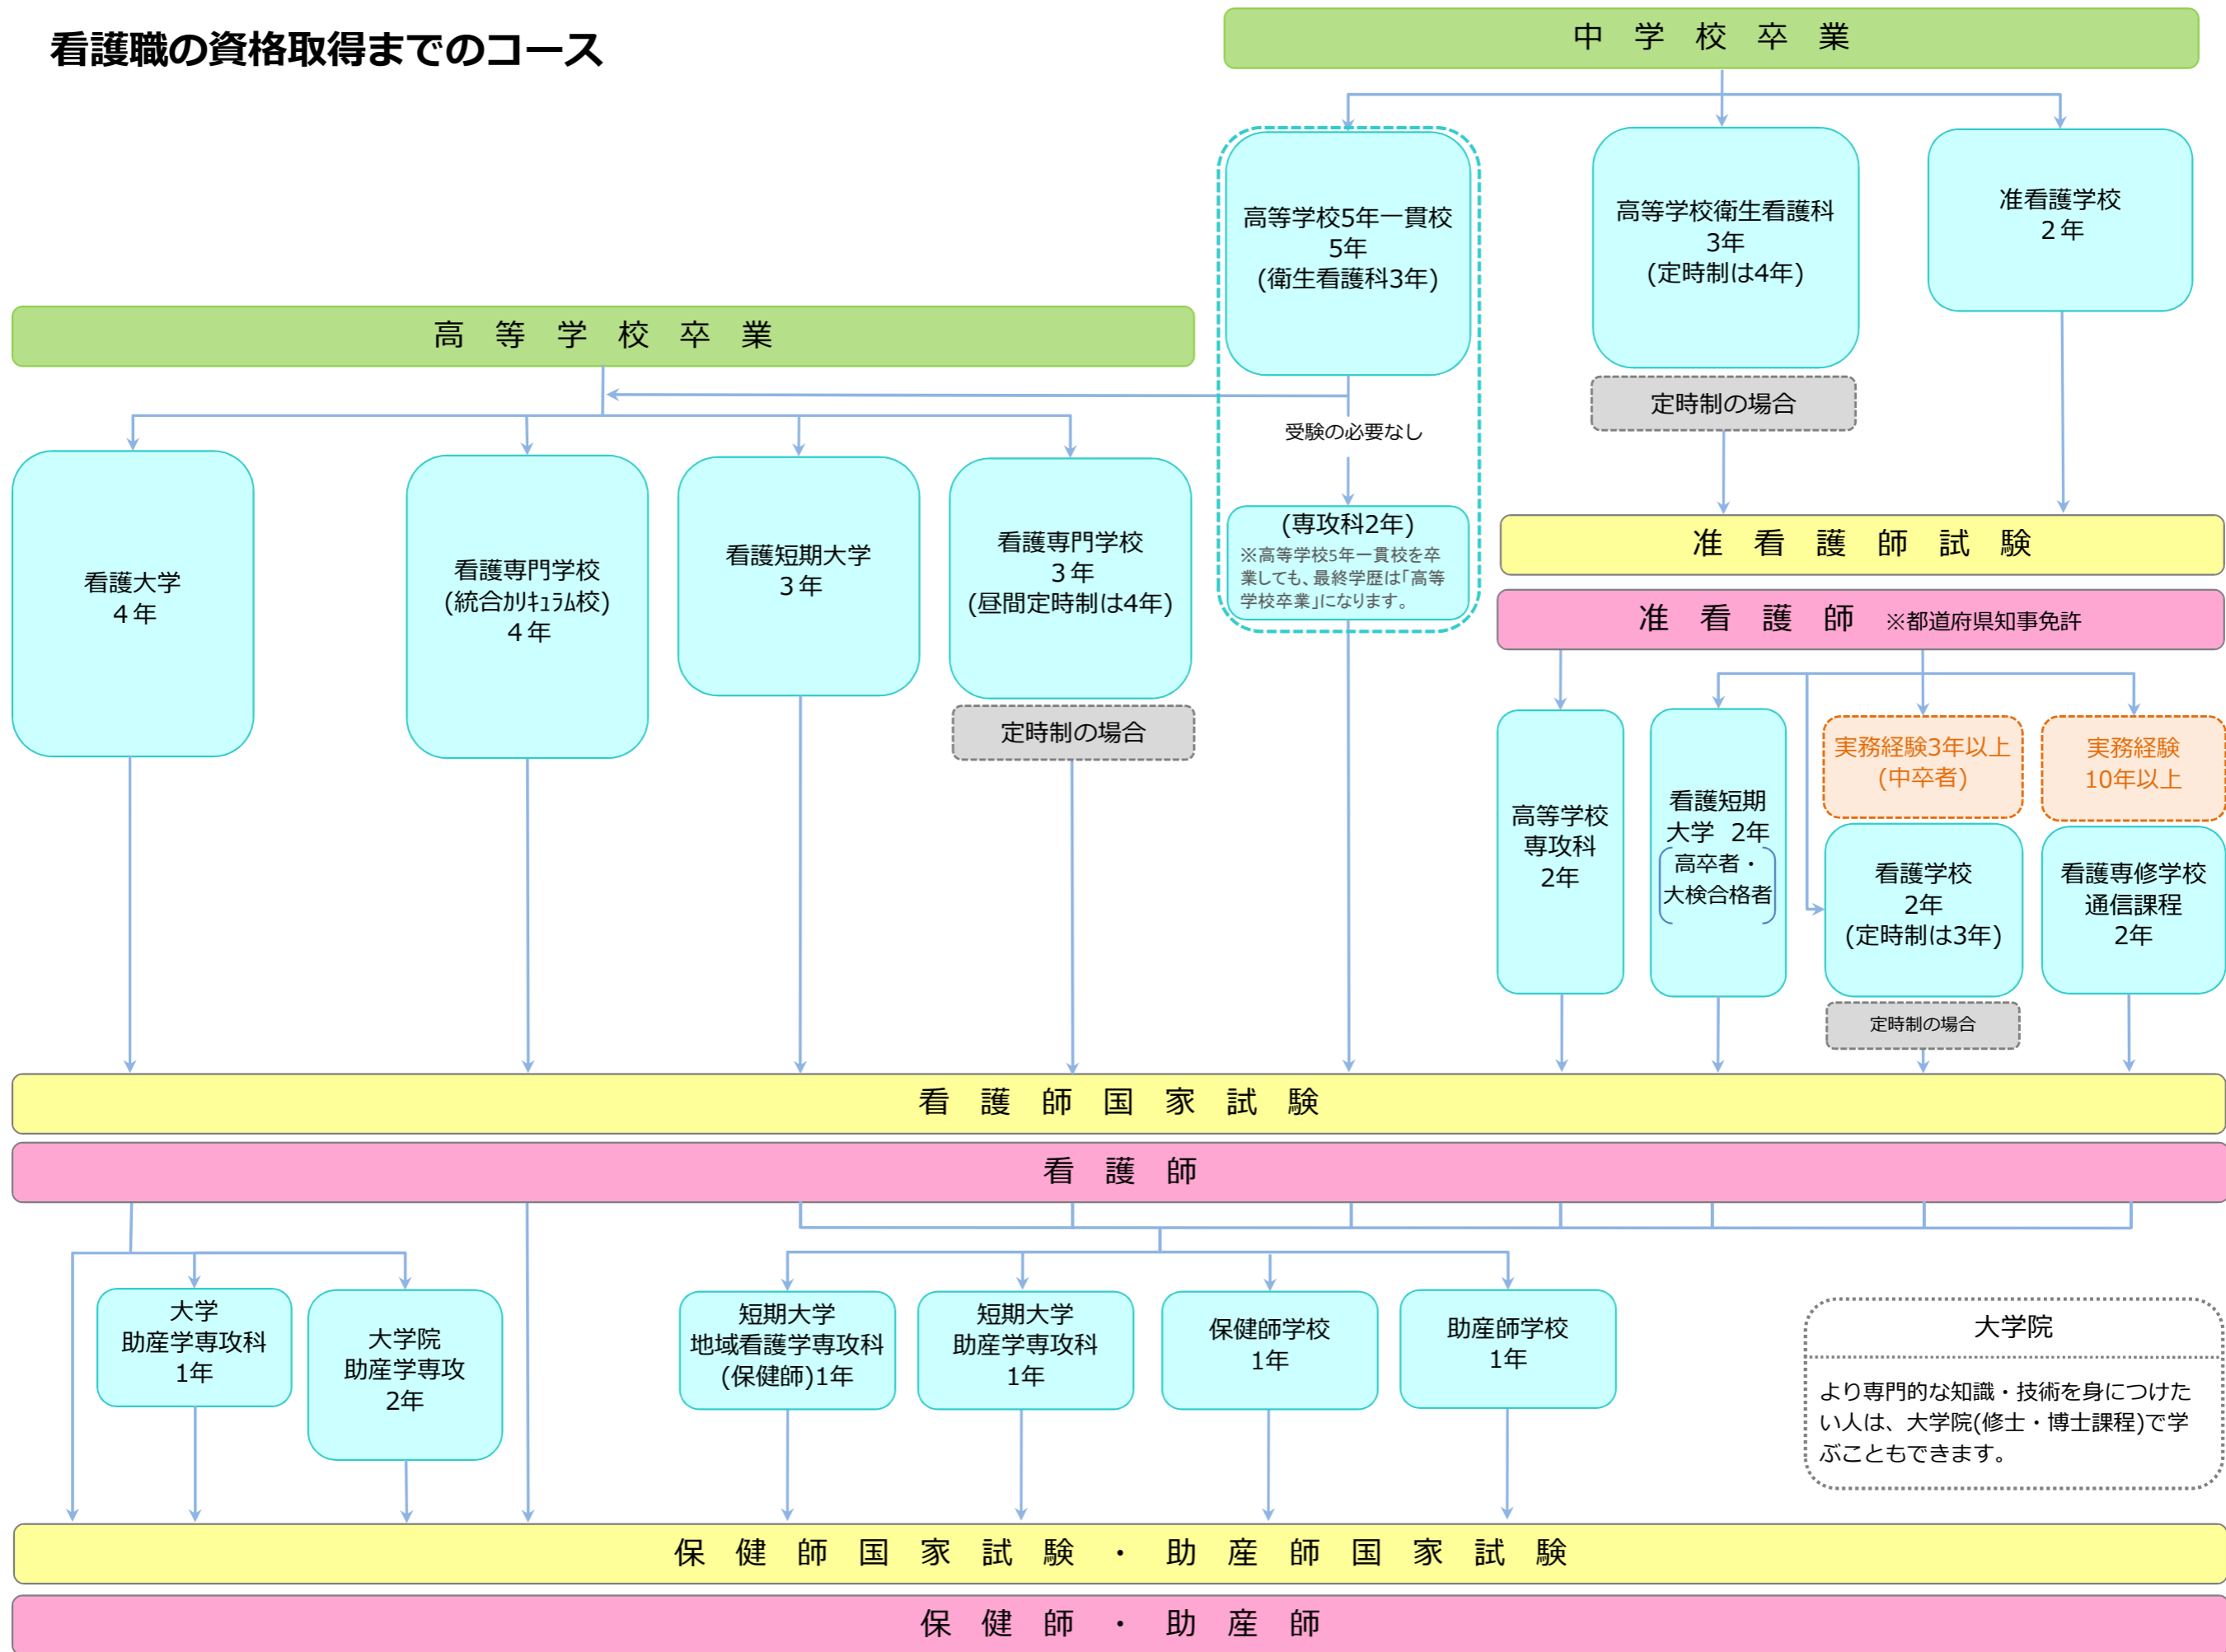 看護職の資格取得までのコース
中学校卒業
高等学校5年一貫校
5年
(衛生看護科3年)
高等学校衛生看護科
3年
(定時制は4年)
准看護学校
２年
高等学校卒業
定時制の場合
受験の必要なし
看護大学
４年
看護専門学校
(統合ｶﾘｷｭﾗﾑ校)
４年
看護短期大学
３年
看護専門学校
３年
(昼間定時制は4年)
定時制の場合
(専攻科2年)
※高等学校5年一貫校を卒
業しても、最終学歴は「高等
学校卒業」になります。
准看護師試験
准看護師 ※都道府県知事免許
高等学校
専攻科
2年
看護短期
大学 2年
高卒者・
大検合格者
実務経験3年以上
(中卒者)
看護学校
2年
(定時制は3年)
定時制の場合
実務経験
10年以上
看護専修学校
通信課程
2年
看護師国家試験
看護師
大学
助産学専攻科
1年
大学院
助産学専攻
2年
短期大学
地域看護学専攻科
(保健師)1年
短期大学
助産学専攻科
1年
保健師学校
1年
助産師学校
1年
大学院
より専門的な知識・技術を身につけた
い人は、大学院(修士・博士課程)で学
ぶこともできます。
保健師国家試験・助産師国家試験
保健師・助産師